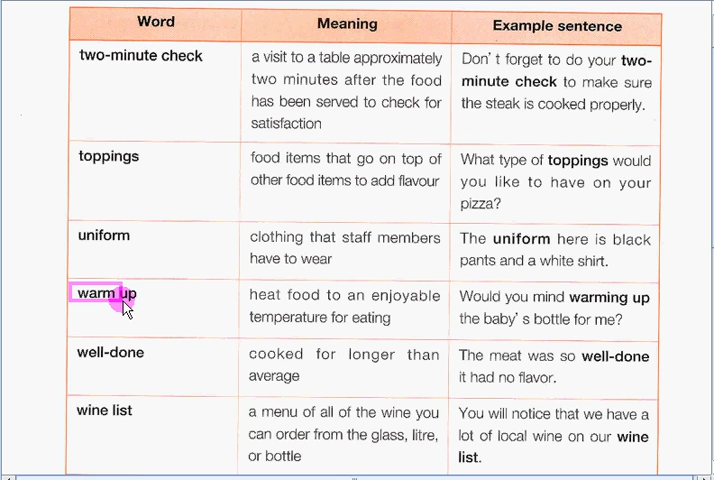 Word Meaning Example sentence
two-minute check
a visit to a table approximately
two minutes after the food
has been served to check for
satisfaction
Don't forget to do your two-
minute check to make sure
the steak is cooked properly.
toppings
food items that go on top of
other food items to add flavour
What type of toppings would
you like to have on your
pizza?
uniform
clothing that staff members
have to wear
The uniform here is black
pants and a white shirt.
warm up
heat food to an enjoyable
temperature for eating
Would you mind warming up
the baby's bottle for me?
well-done
cooked for longer than
average
The meat was so well-done
it had no flavor.
wine list
a menu of all of the wine you
can order from the glass, litre,
or bottle
You will notice that we have a
lot of local wine on our wine
list.